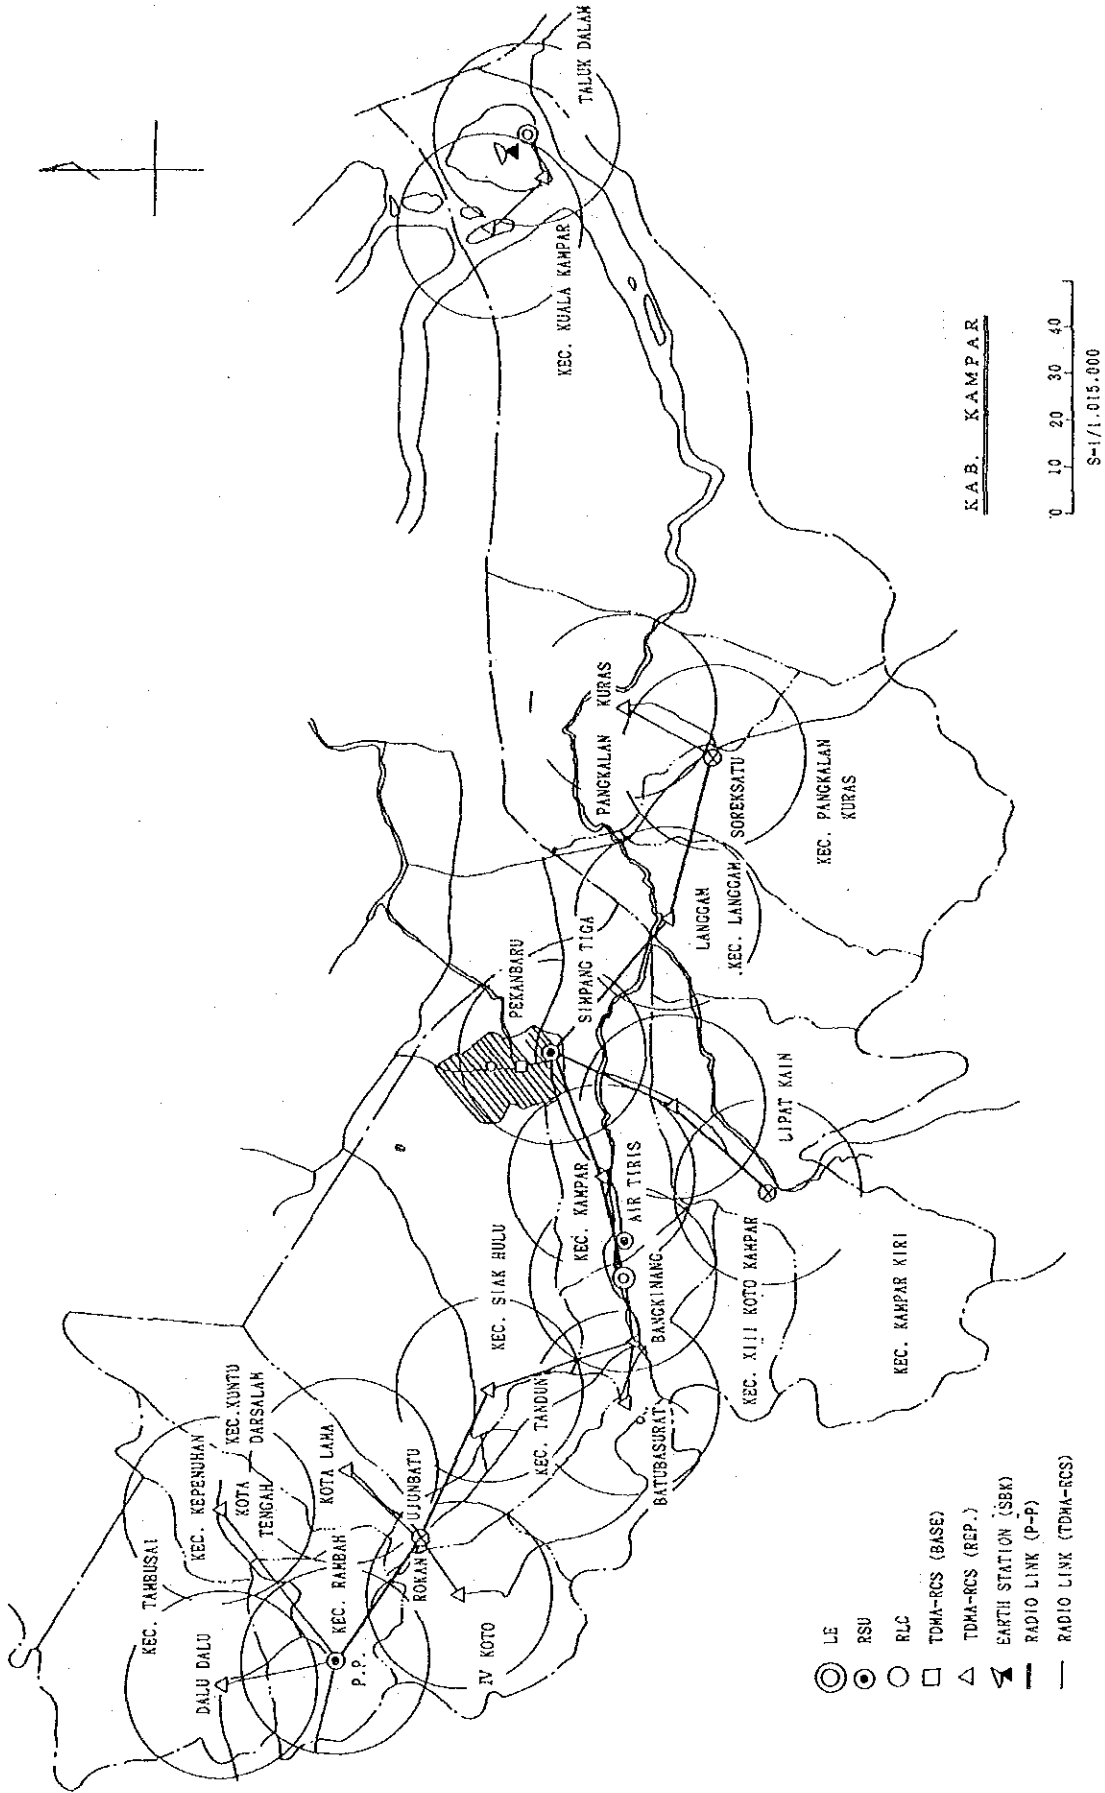 TALUK DALAM
KEC. KUALA KAMPAR
PANGKALAN KURAS
SOREKSATU
KEC. PANGKALAN
KURAS
LANGGAM
KEC. LANGGAM
PEKANBARU
SIMPANG TIGA
LIPAT KAIN
KEC. KAMPAR
AIR TIRIS
KEC. SIAK HULU
BANGKINANG
KEC. XIII KOTO KAMPAR
KEC. KAMPAR KIRI
KEC. TANDUN
BATUBASURAT
KEC. TAMBUSAI
KEC. KEPENUHAN
KEC.KUNTU
DARSALAM
KOTA
TENGAH
KOTA LAMA
UJUNBATU
ROKAN
KEC. RAMBAH
DALU DALU
P.P.
IV KOTO
LE
RSU
RLC
TDMA-RCS (BASE)
TDMA-RCS (REP.)
EARTH STATION (SBK)
RADIO LINK (P-P)
RADIO LINK (TDMA-RCS)
KAB. KAMPAR
0 10 20 30 40
S=1/1.015.000